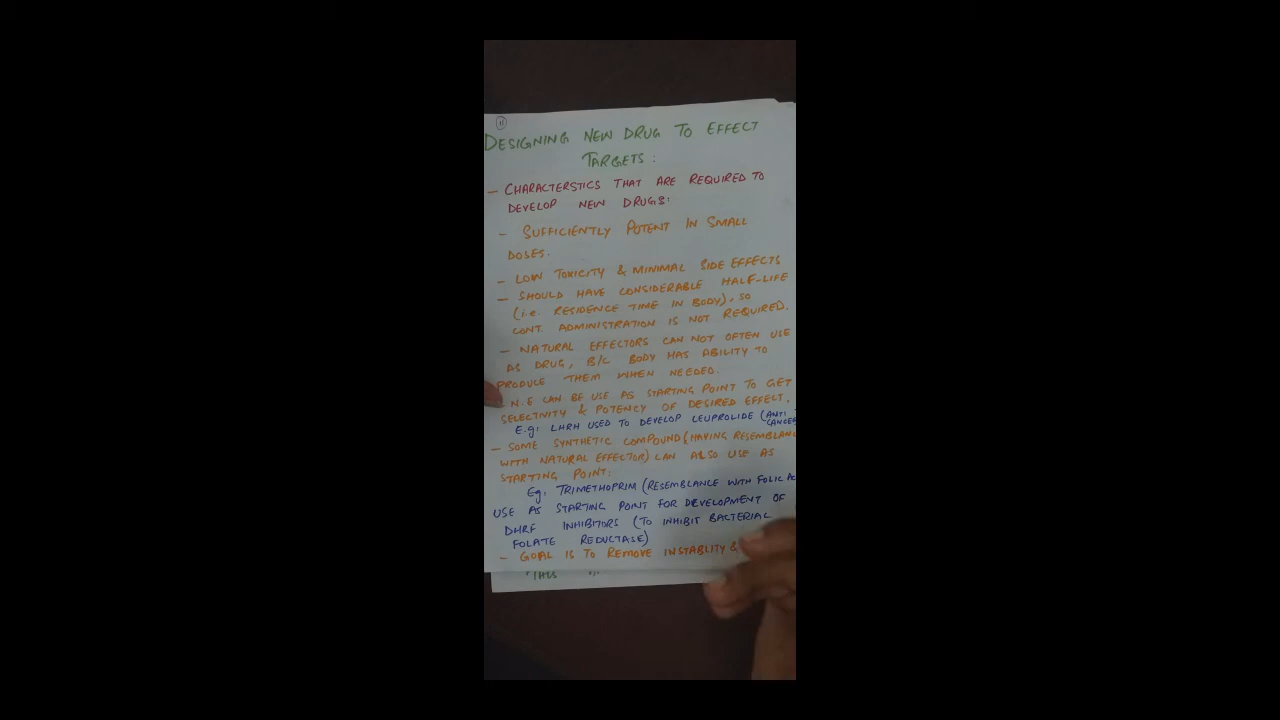 DESIGNING NEW DRUG TO EFFECT
TARGETS:
- CHARACTERSTICS THAT ARE REQUIRED TO
DEVELOP NEW DRUGS:
- SUFFICIENTLY POTENT IN SMALL
DOSES.
- LOW TOXICITY & MINIMAL SIDE EFFECTS
- SHOULD HAVE CONSIDERABLE HALF-LIFE
(i.e. RESIDENCE TIME IN BODY), SO
CONT. ADMINISTRATION IS NOT REQUIRED.
- NATURAL EFFECTORS CAN NOT OFTEN USE
AS DRUG, B/C BODY HAS ABILITY TO
PRODUCE THEM WHEN NEEDED.
N.E CAN BE USE AS STARTING POINT TO GET
SELECTIVITY & POTENCY OF DESIRED EFFECT.
E.g: LHRH USED TO DEVELOP LEUPROLIDE (ANTI
CANCER
- SOME SYNTHETIC COMPOUND (HAVING RESEMBLANC
WITH NATURAL EFFECTOR) CAN ALSO USE AS
STARTING POINT:
Eg: TRIMETHOPRIM (RESEMBLANCE WITH FOLIC AC
USE AS STARTING POINT FOR DEVELOPMENT OF
DHRF INHIBITORS (TO INHIBIT BACTERIAL
FOLATE REDUCTASE)
- GOAL IS TO REMOVE INSTABLITY &